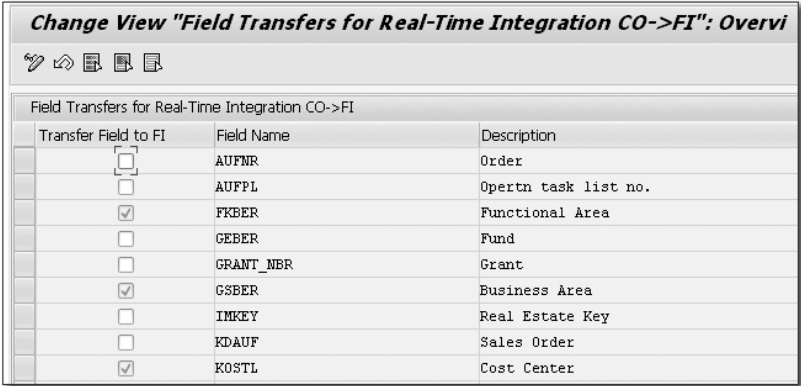 Change View "Field Transfers for Real-Time Integration CO->FI": Overvi
Field Transfers for Real-Time Integration CO->FI
Transfer Field to FI Field Name Description
AUFNR Order
AUFPL Opertn task list no.
FKBER Functional Area
GEBER Fund
GRANT_NBR Grant
GSBER Business Area
IMKEY Real Estate Key
KDAUF Sales Order
KOSTL Cost Center